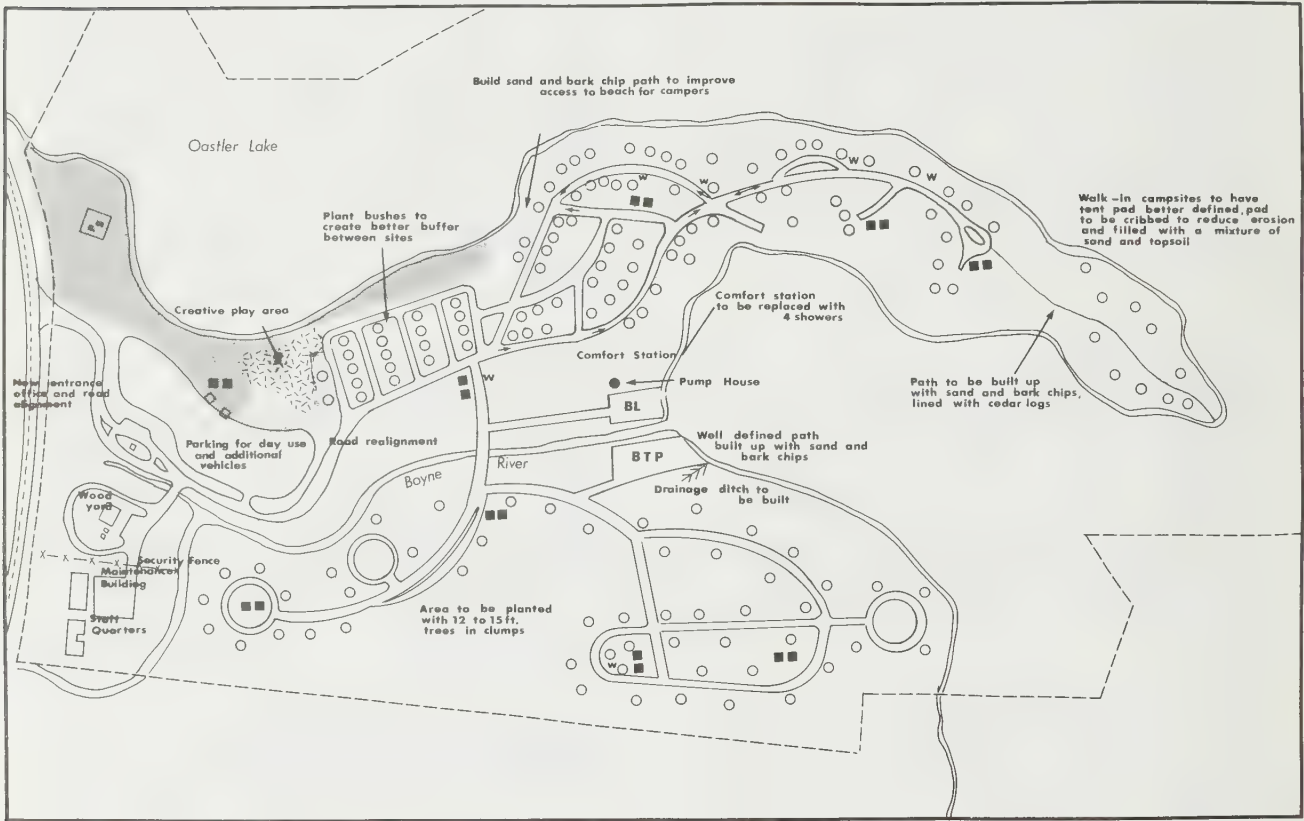 Build sand and bark chip path to improve
access to beach for campers
Oastler Lake
W
W
W
W
Walk-in campsites to have
tent pad better defined, pad
to be cribbed to reduce erosion
and filled with a mixture of
sand and topsoil
P S
Plant bushes to
create better buffer
between sites
Creative play area
Comfort station
to be replaced with
4 showers
Comfort Station
New entrance
office and road
alignment
W
Pump House
Path to be built up
with sand and bark chips,
lined with cedar logs
BL
Parking for day use
and additional
vehicles
Road realignment
Well defined path
built up with sand and
bark chips
Boyne
River
BTP
Drainage ditch to
be built
Wood
yard
X X X X
Security Fence
Maintenance
Building
Staff
Quarters
Area to be planted
with 12 to 15 ft.
trees in clumps
W